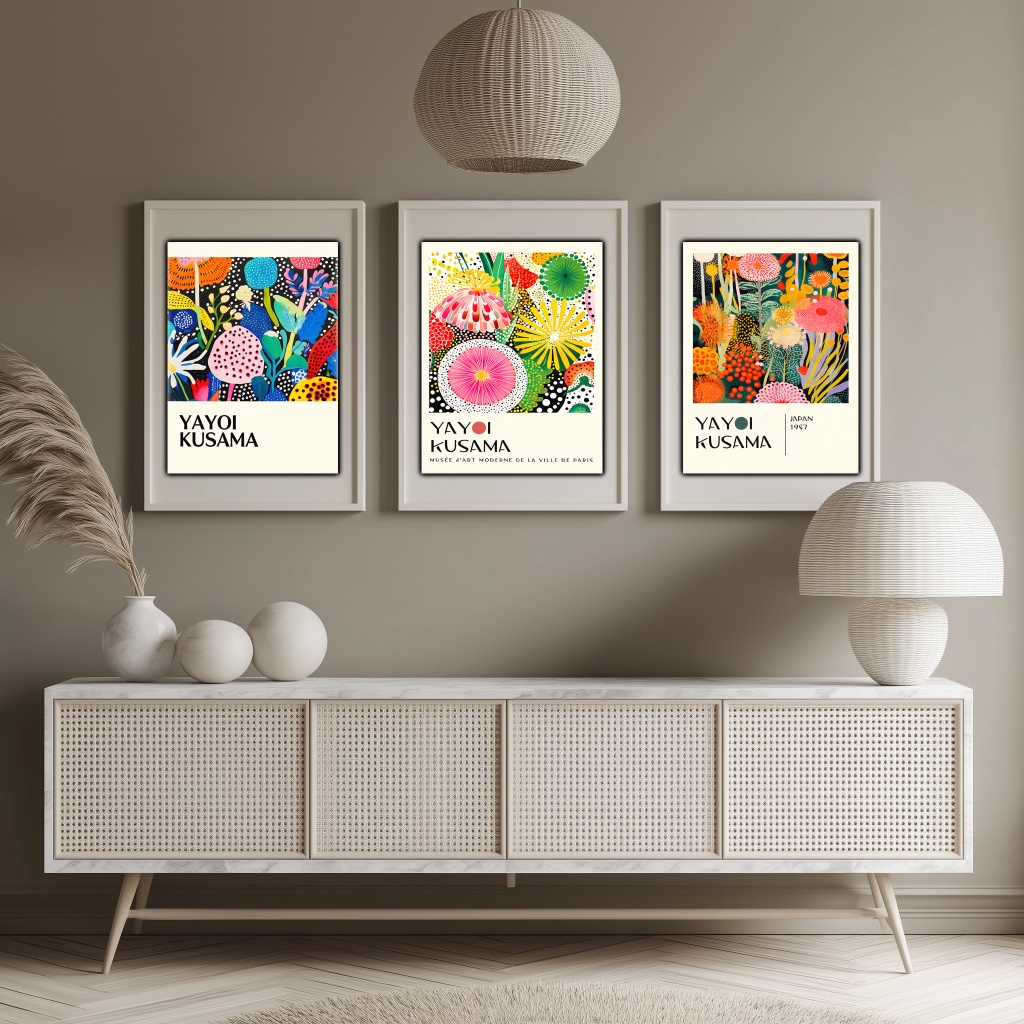 YAYOI
KUSAMA
YAYOI
KUSAMA
MUSÉE d'ART MODERNE DE LA VILLE DE PARIS
YAYOI
KUSAMA
JAPAN
1987